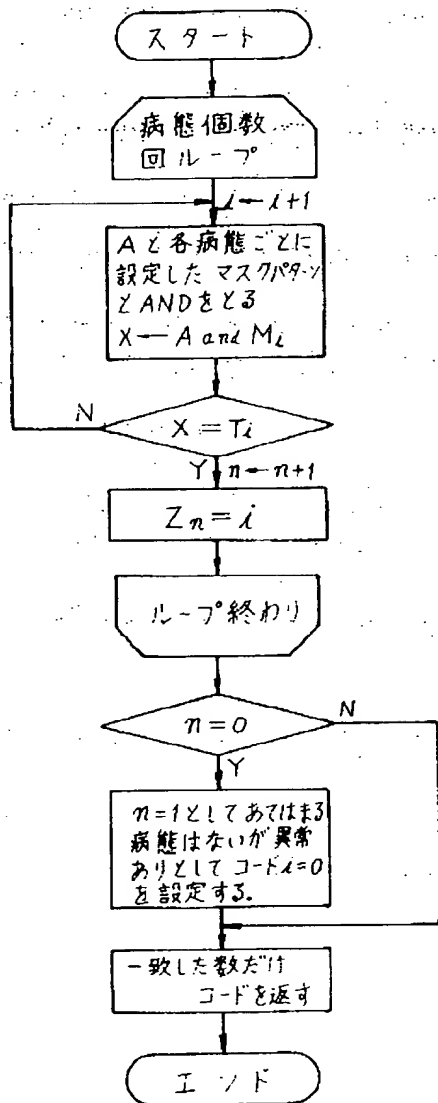 スタート
病態個数
回ループ
i ← i+1
Aと各病態ごとに
設定したマスクパターン
とANDをとる
X ← A and Mi
N
X = Ti
Y
n ← n+1
Zn = i
ループ終わり
n = 0
N
Y
n=1としてあてはまる
病態はないが異常
ありとしてコードi=0
を設定する.
一致した数だけ
コードを返す
エンド